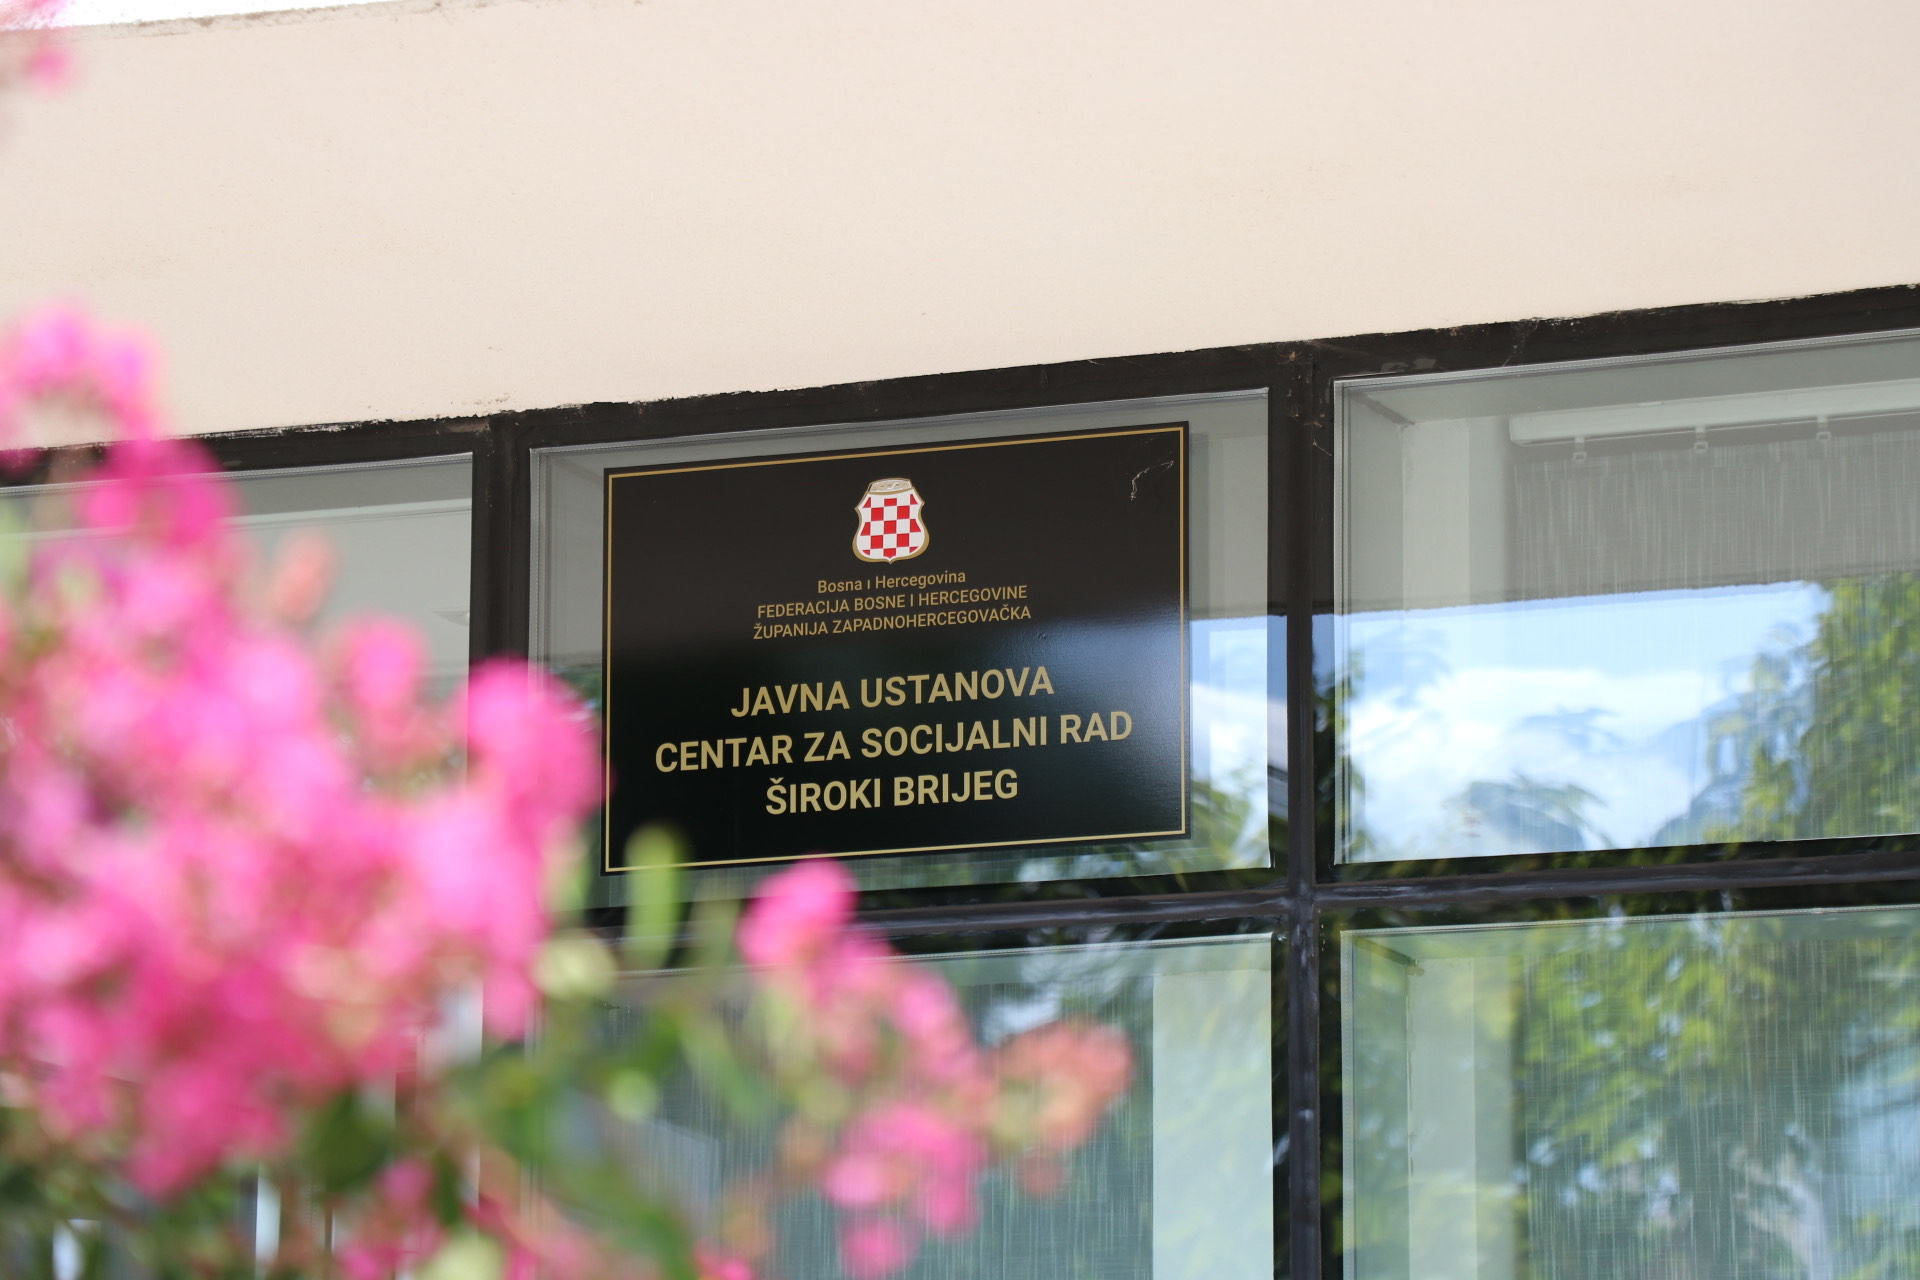 Bosna i Hercegovina
FEDERACIJA BOSNE I HERCEGOVINE
ŽUPANIJA ZAPADNOHERCEGOVAČKA
JAVNA USTANOVA
CENTAR ZA SOCIJALNI RAD
ŠIROKI BRIJEG